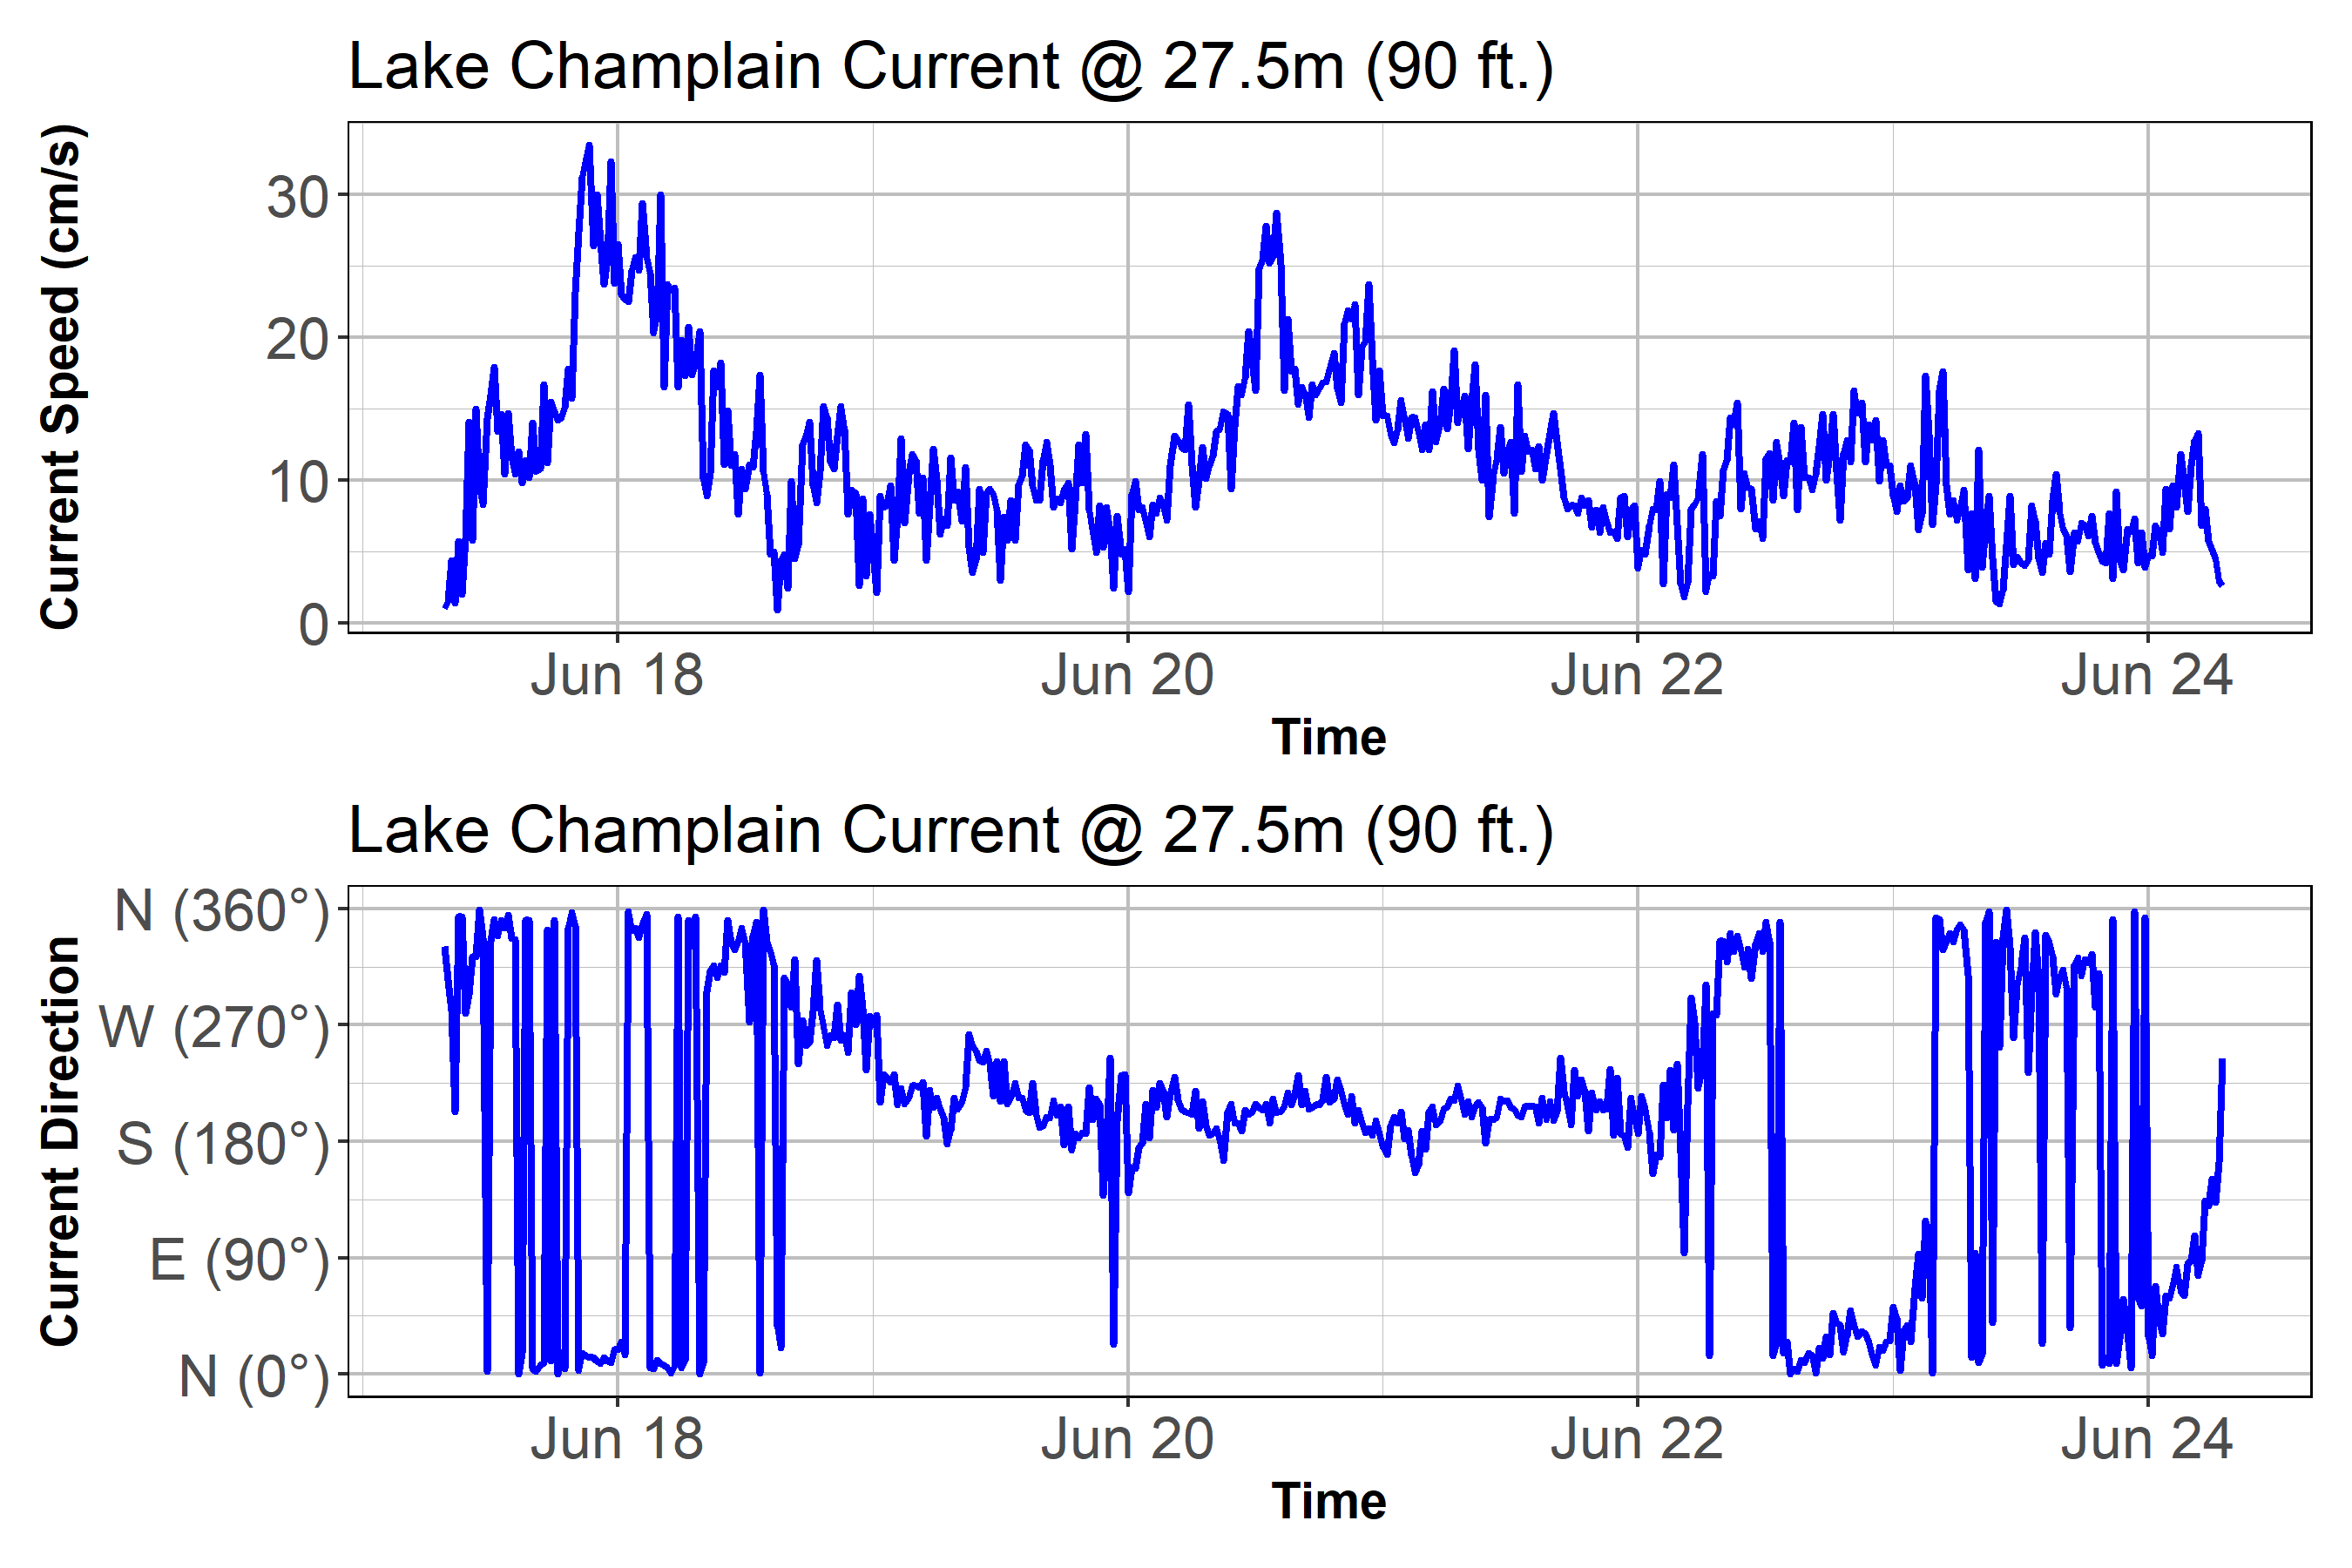 Lake Champlain Current @ 27.5m (90 ft.)
Current Speed (cm/s)
30
20
10
0
Jun 18 Jun 20 Jun 22 Jun 24
Time
Lake Champlain Current @ 27.5m (90 ft.)
Current Direction
N (360°)
W (270°)
S (180°)
E (90°)
N (0°)
Jun 18 Jun 20 Jun 22 Jun 24
Time